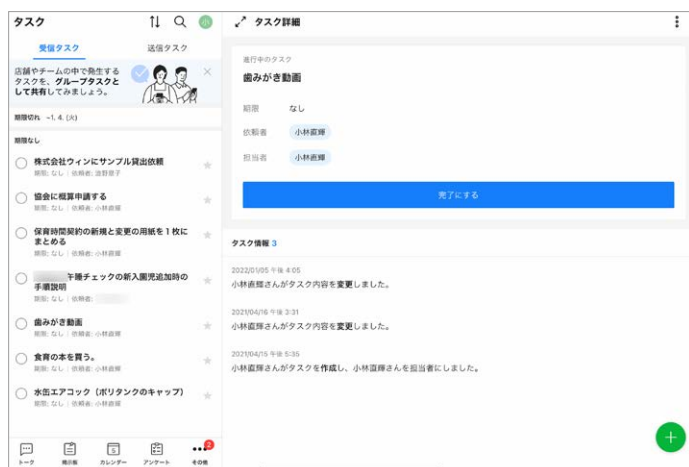 タスク
小
受信タスク
送信タスク
店舗やチームの中で発生する
タスクを、グループタスクと
して共有してみましょう。
期限切れ ~1. 4. (火)
期限なし
株式会社ウィンにサンプル貸出依頼
期限: なし | 依頼者:
協会に概算申請する
期限: なし | 依頼者: 小林直輝
保育時間契約の新規と変更の用紙を1枚に
まとめる
期限: なし | 依頼者: 小林直輝
午睡チェックの新入園児追加時の
手順説明
期限: なし | 依頼者:
歯みがき動画
期限: なし | 依頼者: 小林直輝
食育の本を買う。
期限: なし | 依頼者: 小林直輝
水缶エアコック(ポリタンクのキャップ)
期限: なし | 依頼者: 小林直輝
トーク
掲示板
5
カレンダー
アンケート
2
その他
タスク詳細
進行中のタスク
歯みがき動画
期限 なし
依頼者 小林直輝
担当者 小林直輝
完了にする
タスク情報 3
2022/01/05 午後 4:05
小林直輝さんがタスク内容を変更しました。
2021/04/16 午後 3:31
小林直輝さんがタスク内容を変更しました。
2021/04/15 午後 5:35
小林直輝さんがタスクを作成し、小林直輝さんを担当者にしました。